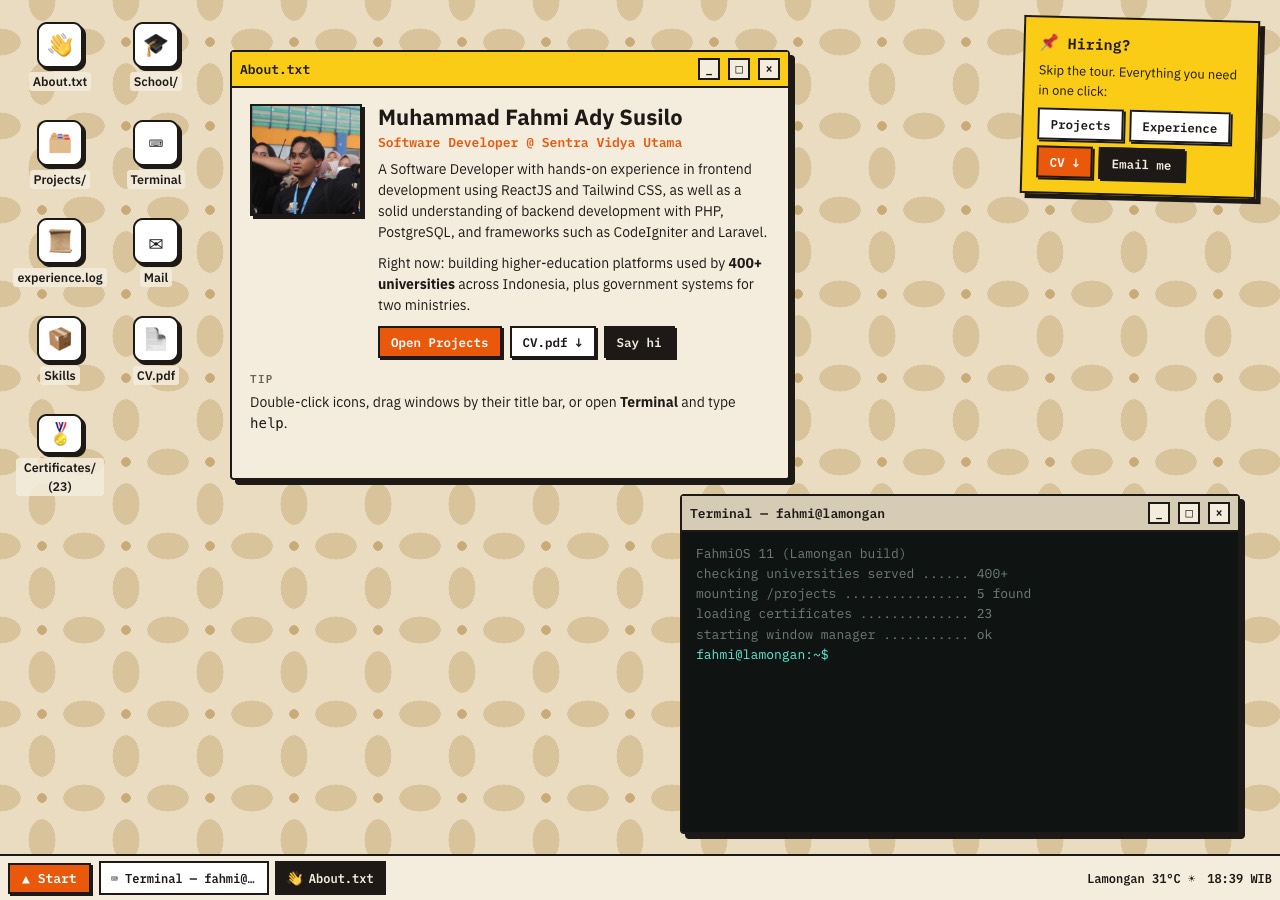 About.txt
School/
Projects/
Terminal
experience.log
Mail
Skills
CV.pdf
Certificates/
(23)
About.txt
_ □ ×
Muhammad Fahmi Ady Susilo
Software Developer @ Sentra Vidya Utama
A Software Developer with hands-on experience in frontend
development using ReactJS and Tailwind CSS, as well as a
solid understanding of backend development with PHP,
PostgreSQL, and frameworks such as CodeIgniter and Laravel.
Right now: building higher-education platforms used by 400+
universities across Indonesia, plus government systems for
two ministries.
Open Projects
CV.pdf ↓
Say hi
TIP
Double-click icons, drag windows by their title bar, or open Terminal and type
help.
📌 Hiring?
Skip the tour. Everything you need
in one click:
Projects
Experience
CV ↓
Email me
Terminal — fahmi@lamongan
_ □ ×
FahmiOS 11 (Lamongan build)
checking universities served ...... 400+
mounting /projects ................ 5 found
loading certificates .............. 23
starting window manager ........... ok
fahmi@lamongan:~$
▲ Start
⌨ Terminal — fahmi@…
👋 About.txt
Lamongan 31°C ☀ 18:39 WIB